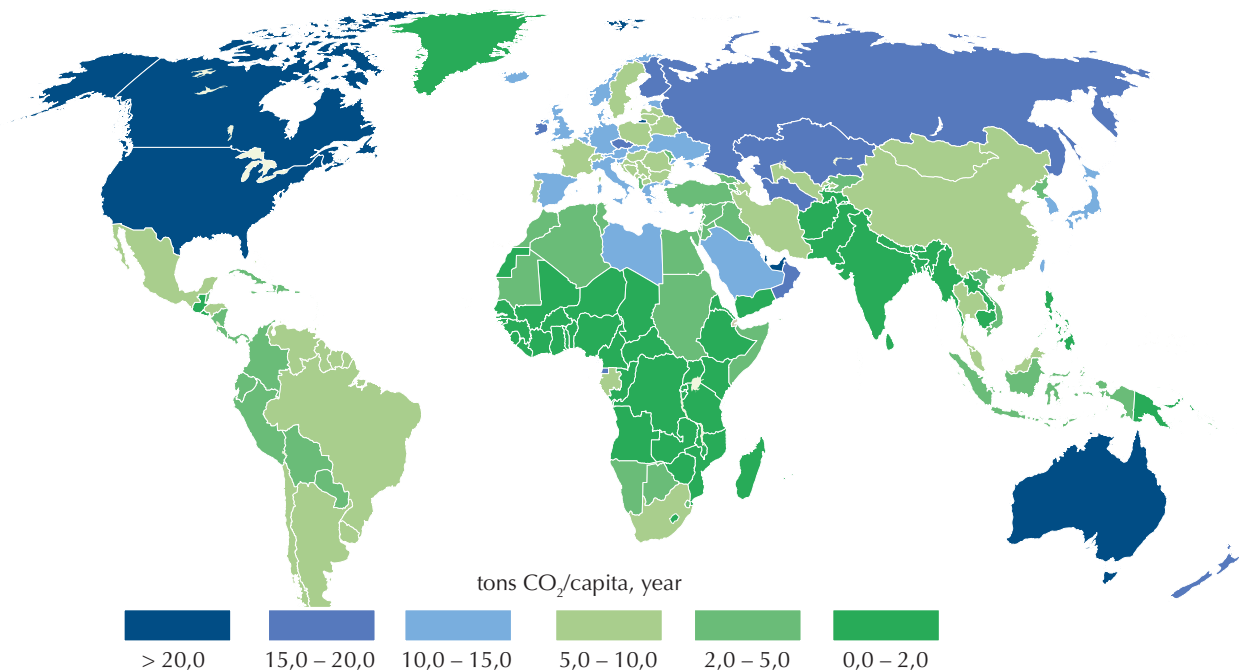 tons CO₂/capita, year
> 20,0 15,0 – 20,0 10,0 – 15,0 5,0 – 10,0 2,0 – 5,0 0,0 – 2,0